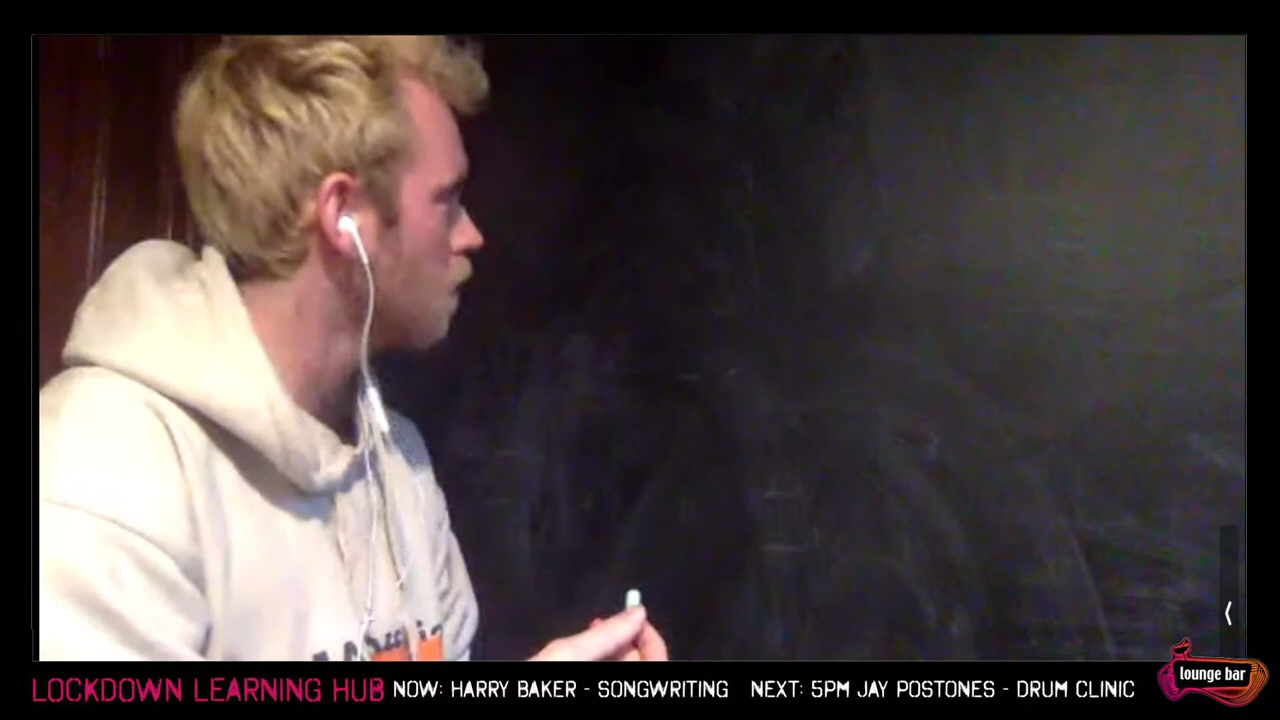 LOCKDOWN LEARNING HUB NOW: HARRY BAKER - SONGWRITING NEXT: 5PM JAY POSTONES - DRUM CLINIC
lounge bar